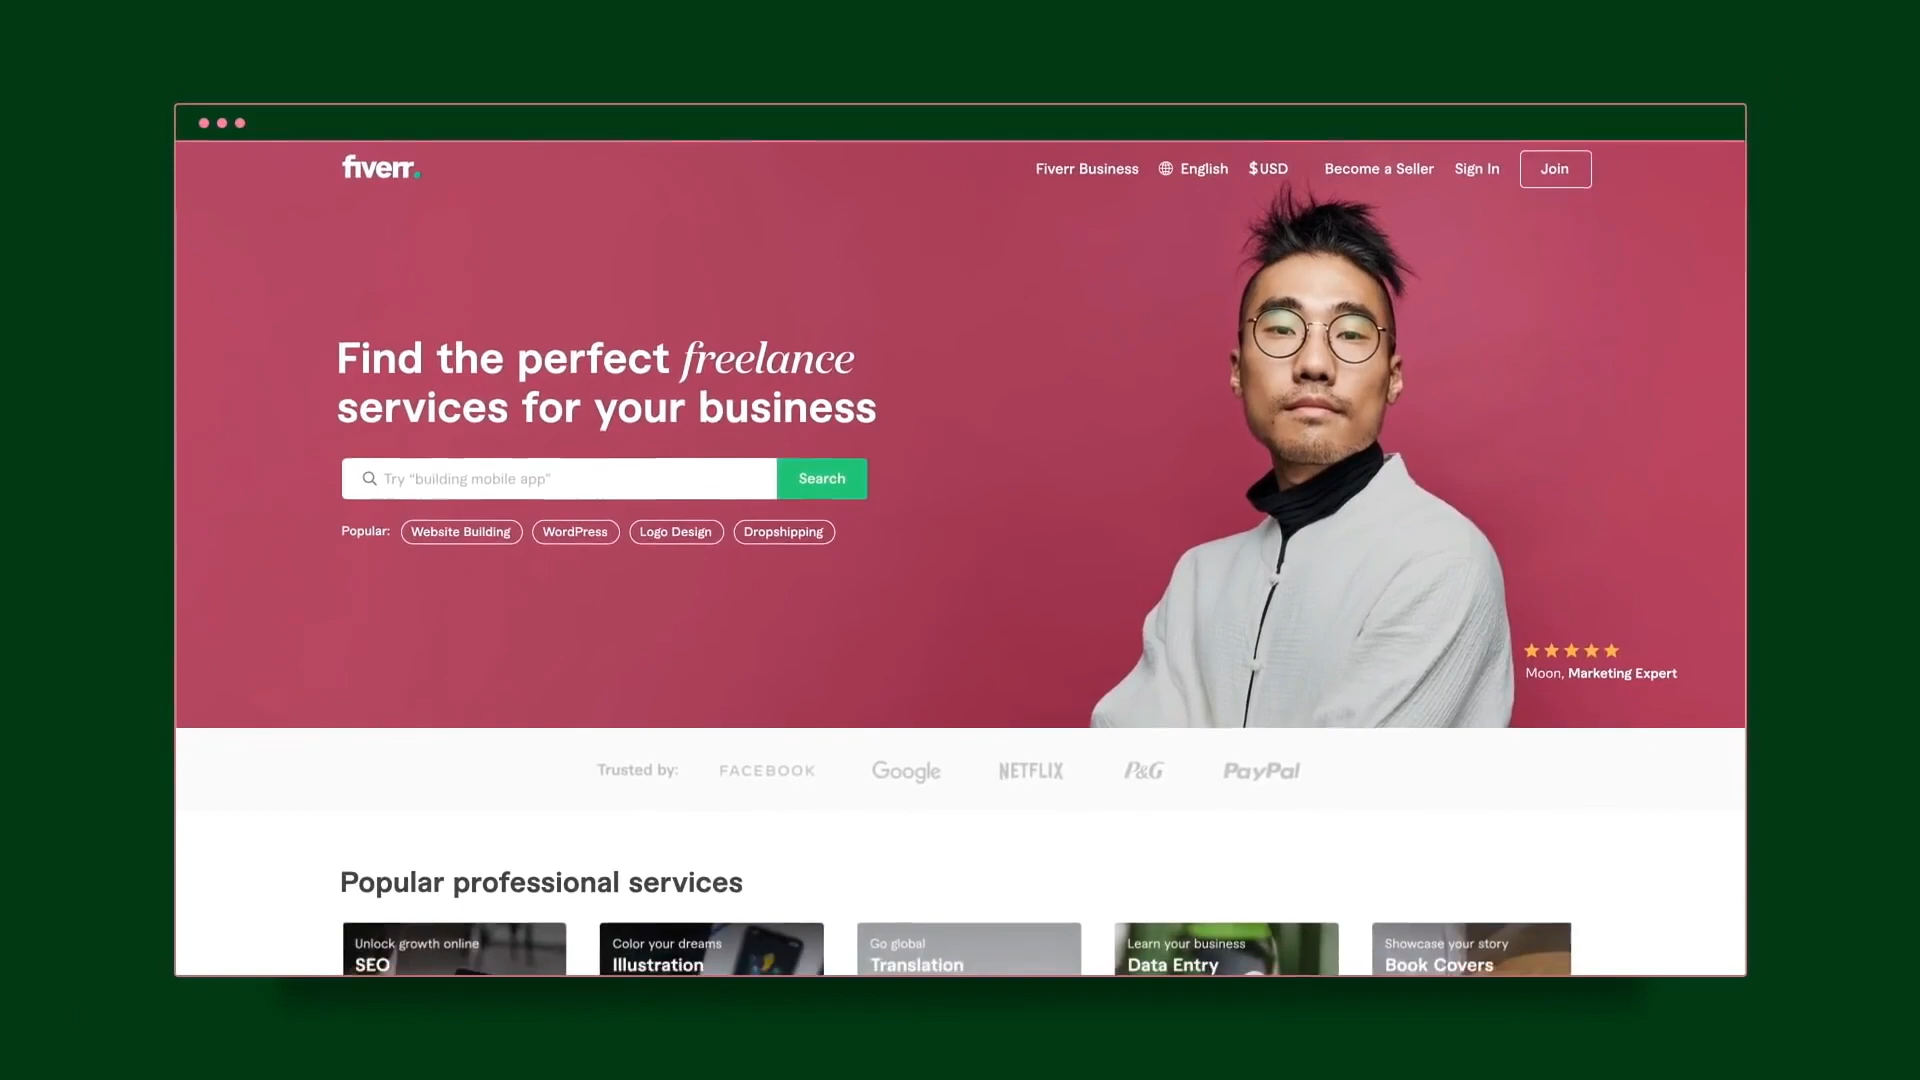 fiverr.
Fiverr Business English $USD Become a Seller Sign In Join
Find the perfect freelance
services for your business
Try “building mobile app” Search
Popular: Website Building WordPress Logo Design Dropshipping
Moon, Marketing Expert
Trusted by: FACEBOOK Google NETFLIX P&G PayPal
Popular professional services
Unlock growth online
SEO
Color your dreams
Illustration
Go global
Translation
Learn your business
Data Entry
Showcase your story
Book Covers